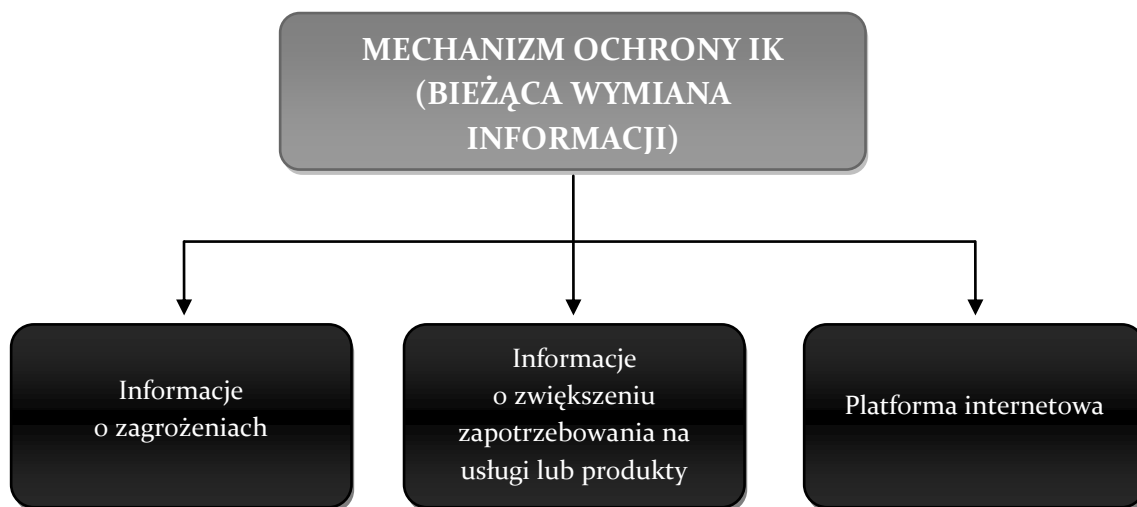 MECHANIZM OCHRONY IK
(BIEŻĄCA WYMIANA
INFORMACJI)
Informacje
o zagrożeniach
Informacje
o zwiększeniu
zapotrzebowania na
usługi lub produkty
Platforma internetowa